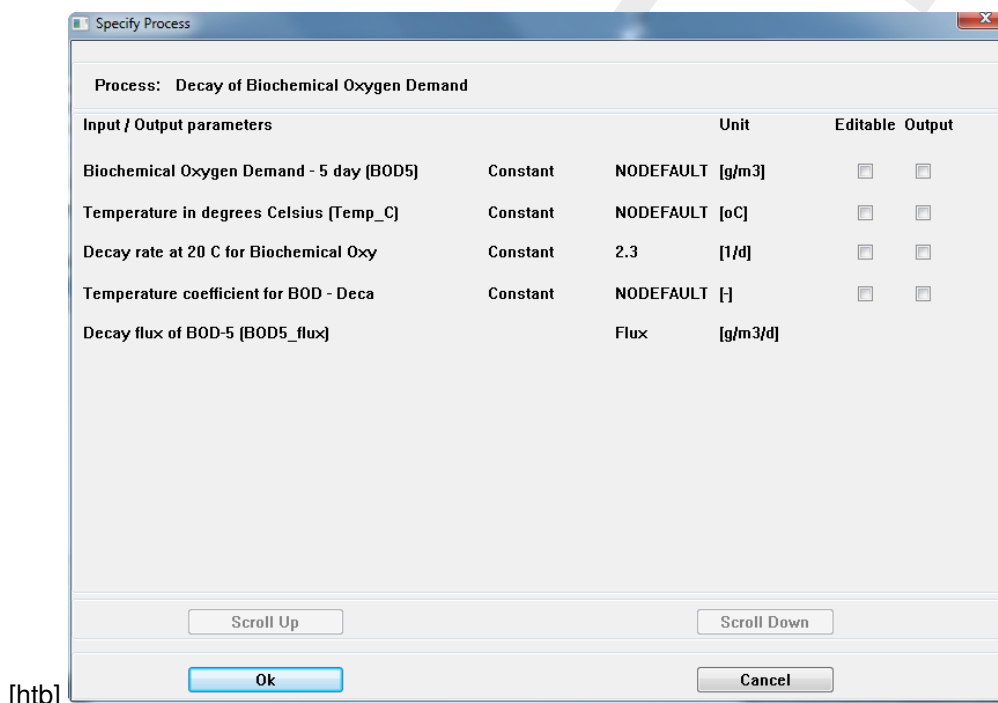 Specify Process
Process: Decay of Biochemical Oxygen Demand
Input / Output parameters Unit Editable Output
Biochemical Oxygen Demand - 5 day (BOD5) Constant NODEFAULT [g/m3]
Temperature in degrees Celsius (Temp_C) Constant NODEFAULT [oC]
Decay rate at 20 C for Biochemical Oxy Constant 2.3 [1/d]
Temperature coefficient for BOD - Deca Constant NODEFAULT [-]
Decay flux of BOD-5 (BOD5_flux) Flux [g/m3/d]
Scroll Up Scroll Down
Ok Cancel
[htb]